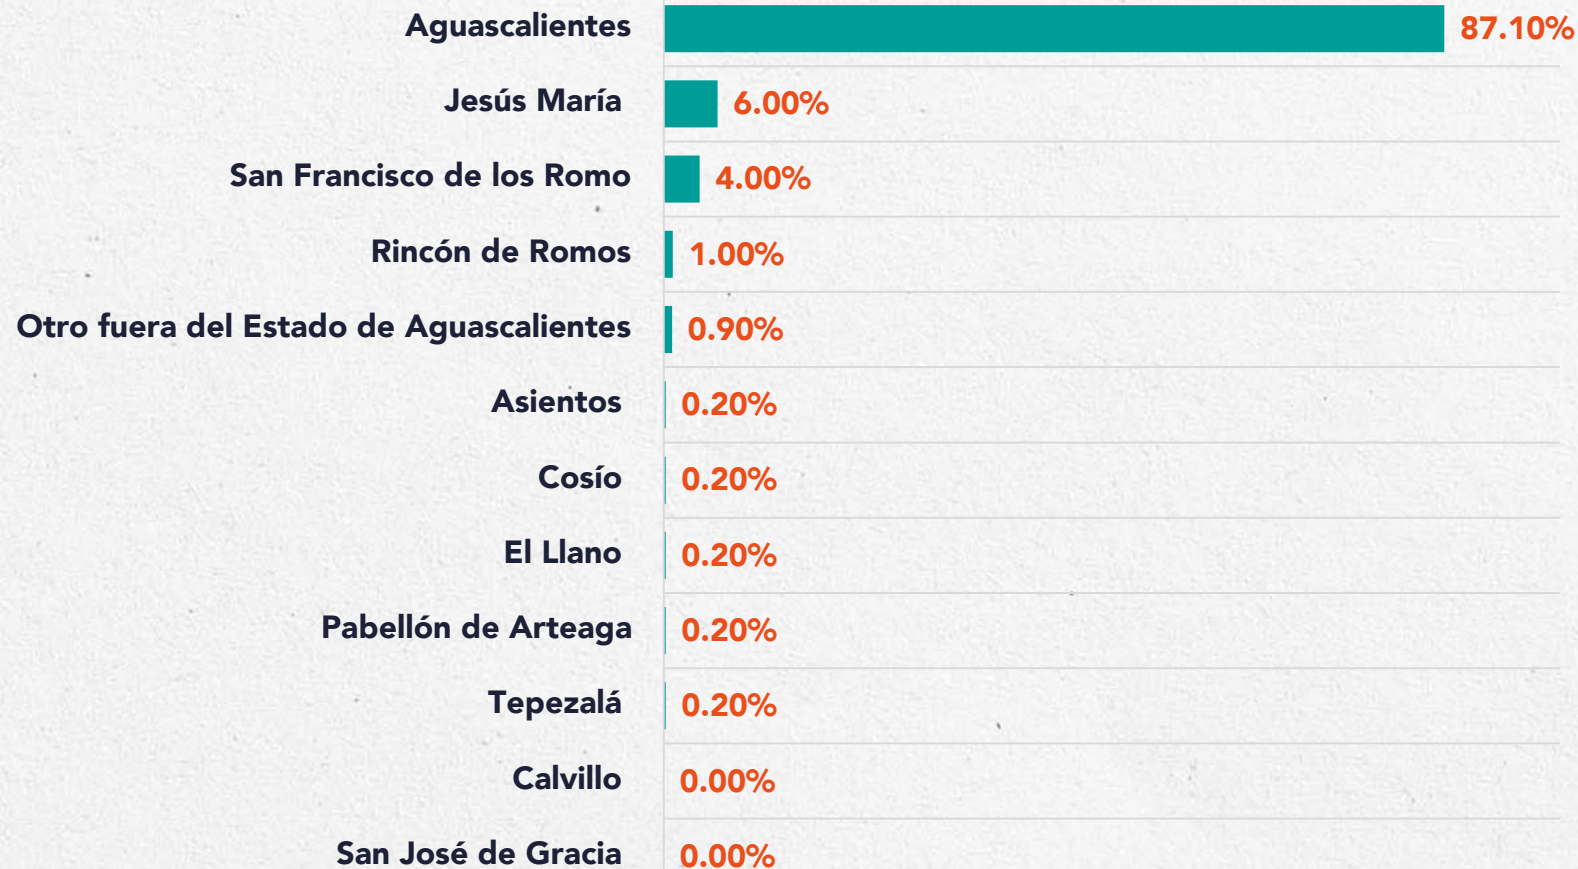 Aguascalientes 87.10%
Jesús María 6.00%
San Francisco de los Romo 4.00%
Rincón de Romos 1.00%
Otro fuera del Estado de Aguascalientes 0.90%
Asientos 0.20%
Cosío 0.20%
El Llano 0.20%
Pabellón de Arteaga 0.20%
Tepezalá 0.20%
Calvillo 0.00%
San José de Gracia 0.00%